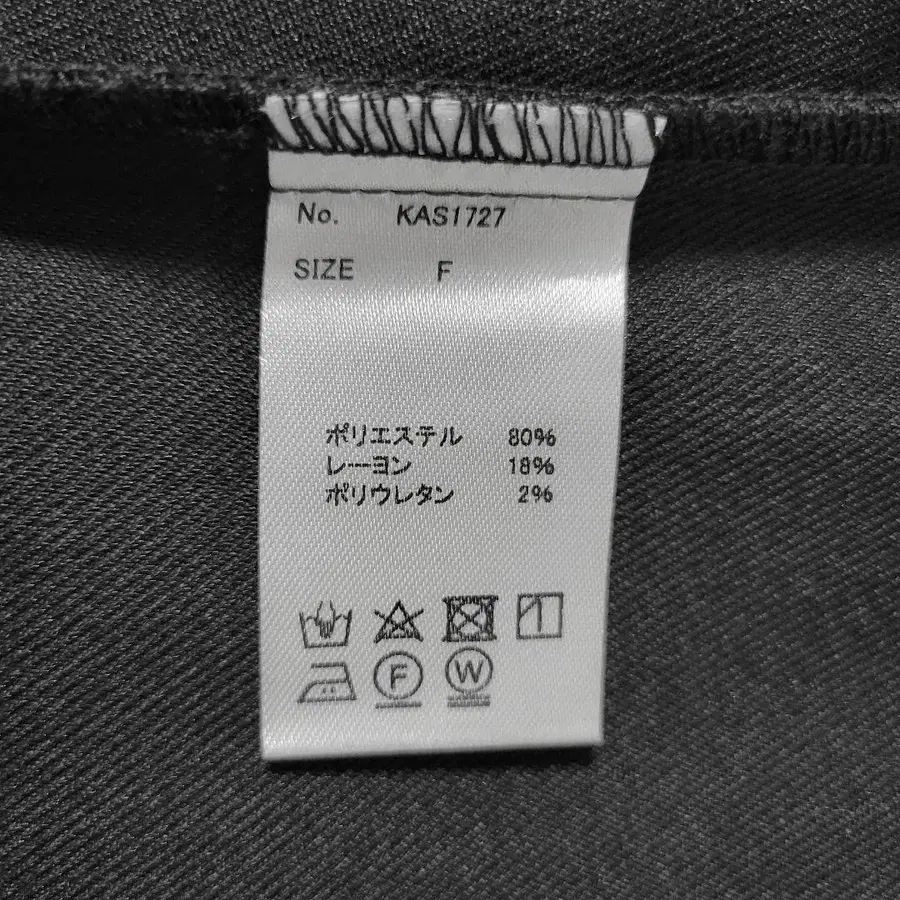 No. KAS1727
SIZE F
ポリエステル 80%
レーヨン 18%
ポリウレタン 2%
F W